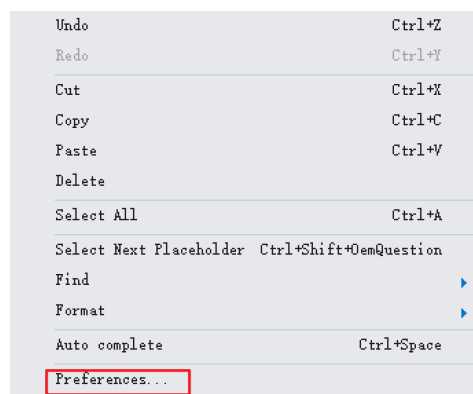 Undo Ctrl+Z
Redo Ctrl+Y
Cut Ctrl+X
Copy Ctrl+C
Paste Ctrl+V
Delete
Select All Ctrl+A
Select Next Placeholder Ctrl+Shift+OemQuestion
Find
Format
Auto complete Ctrl+Space
Preferences...